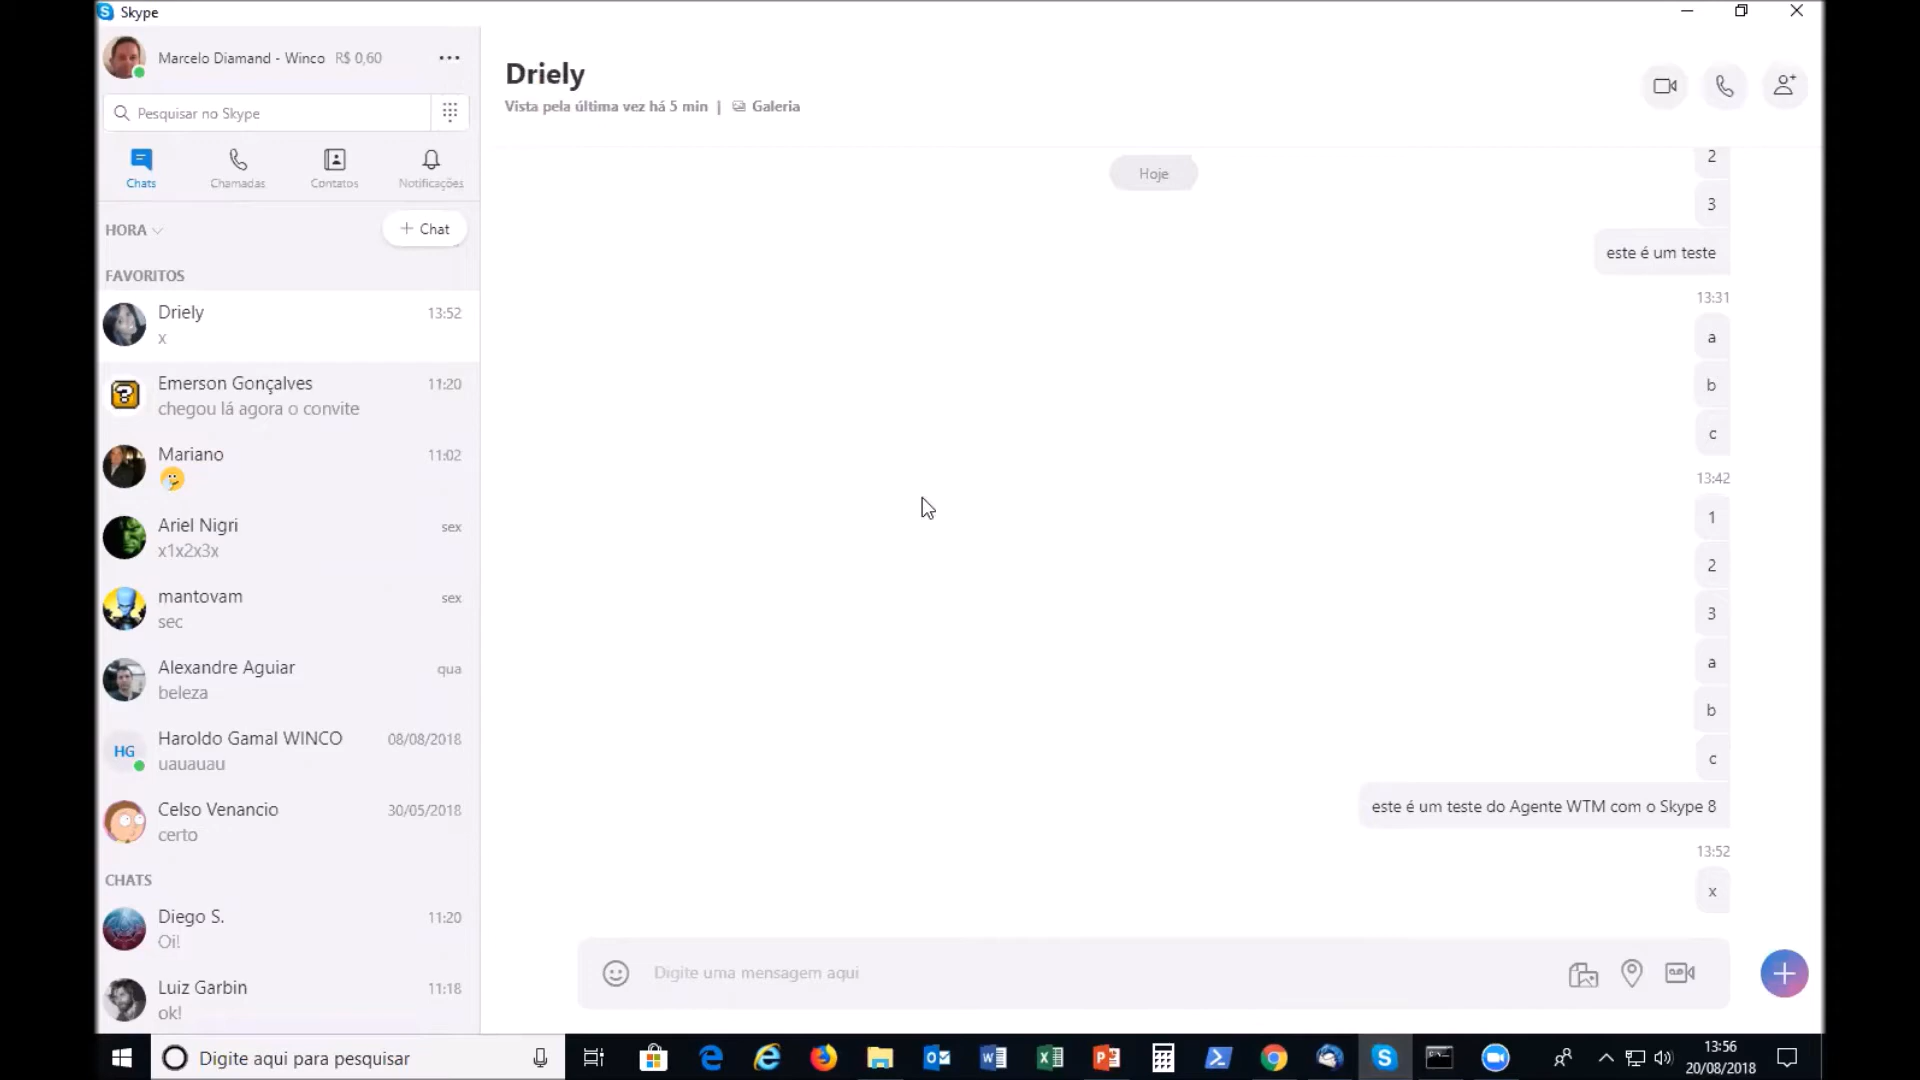 Skype
Marcelo Diamand - Winco R$ 0,60
Pesquisar no Skype
Chats Chamadas Contatos Notificações
HORA
+ Chat
FAVORITOS
Driely 13:52
x
Emerson Gonçalves 11:20
chegou lá agora o convite
Mariano 11:02
Ariel Nigri sex
x1x2x3x
mantovam sex
sec
Alexandre Aguiar qua
beleza
HG
Haroldo Gamal WINCO 08/08/2018
uauauau
Celso Venancio 30/05/2018
certo
CHATS
Diego S. 11:20
Oi!
Luiz Garbin 11:18
ok!
Driely
Vista pela última vez há 5 min | Galeria
Hoje
2
3
este é um teste
13:31
a
b
c
13:42
1
2
3
a
b
c
este é um teste do Agente WTM com o Skype 8
13:52
x
Digite uma mensagem aqui
Digite aqui para pesquisar
13:56
20/08/2018